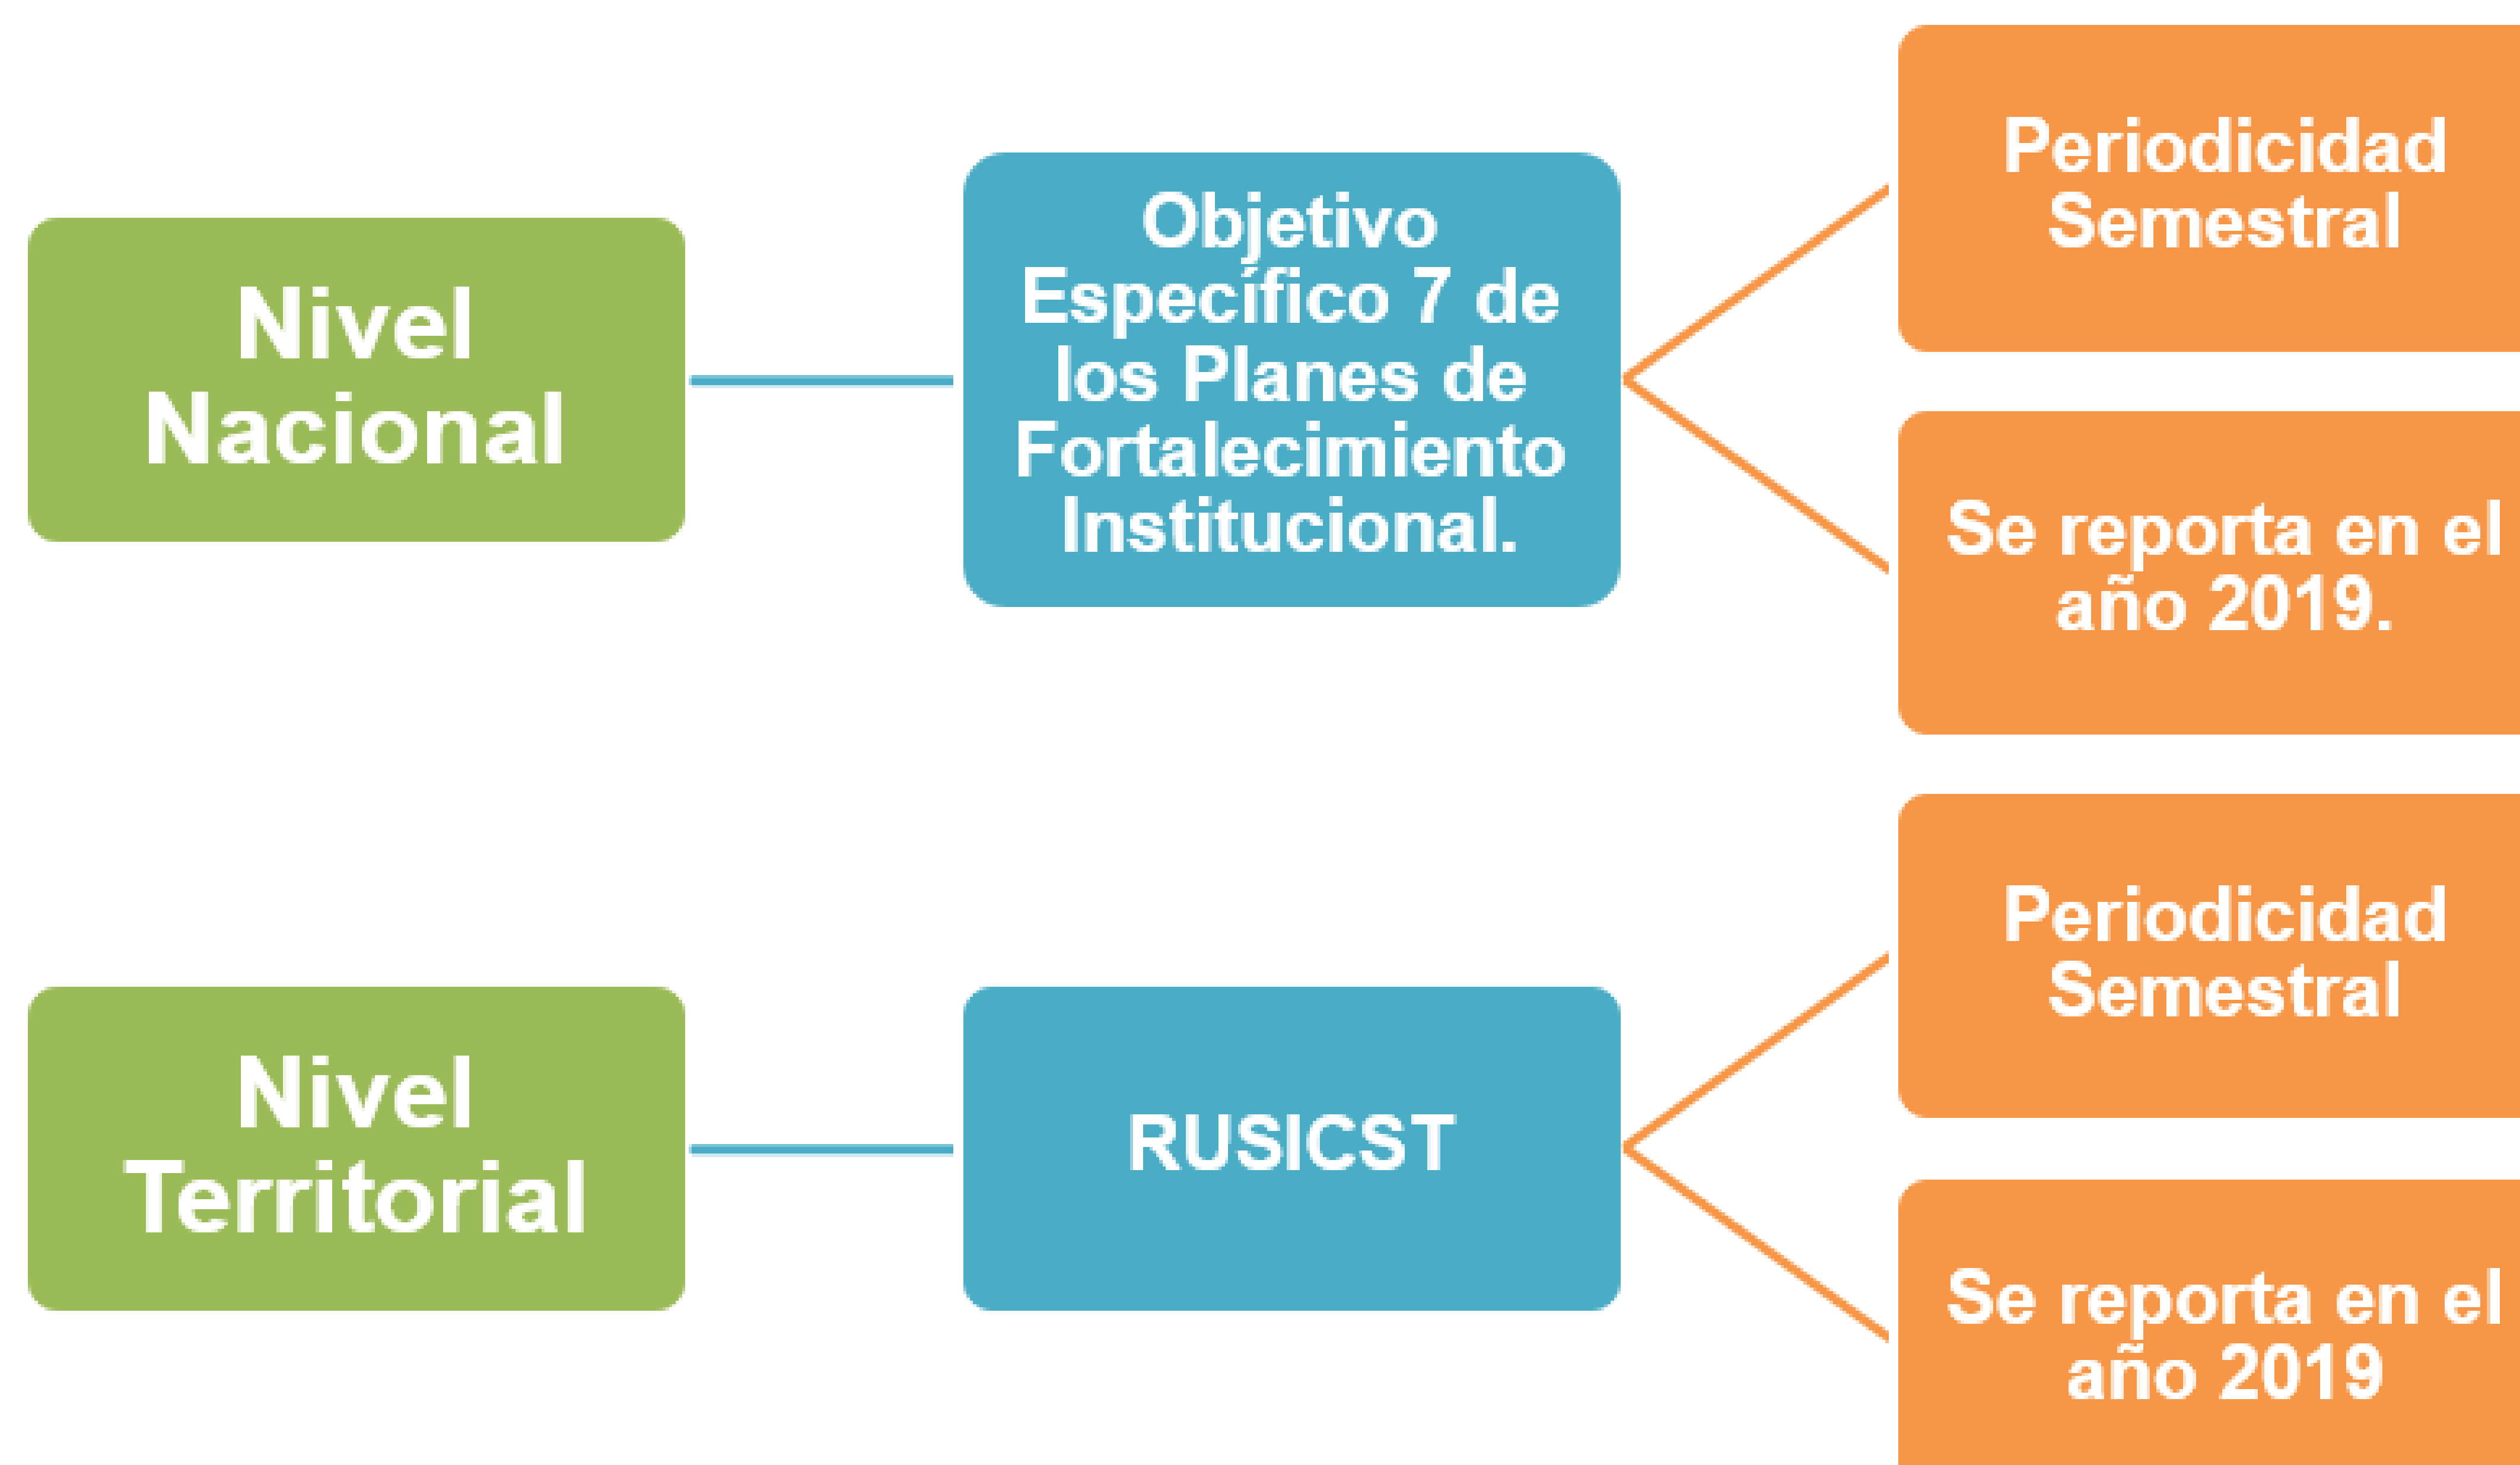 Nivel
Nacional
Objetivo
Específico 7 de
los Planes de
Fortalecimiento
Institucional.
Periodicidad
Semestral
Se reporta en el
año 2019.
Nivel
Territorial
RUSICST
Periodicidad
Semestral
Se reporta en el
año 2019